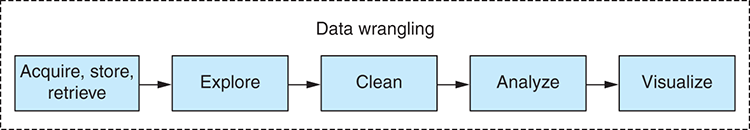 Data wrangling
Acquire, store,
retrieve
Explore
Clean
Analyze
Visualize